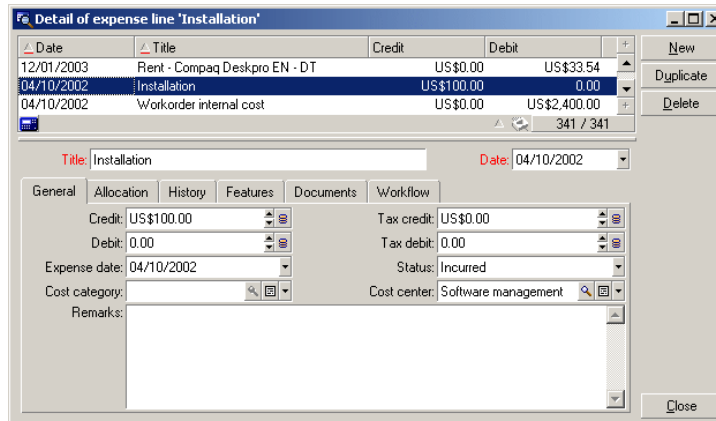 Detail of expense line 'Installation'
Date Title Credit Debit
12/01/2003 Rent - Compaq Deskpro EN - DT US$0.00 US$33.54
04/10/2002 Installation US$100.00 0.00
04/10/2002 Workorder internal cost US$0.00 US$2,400.00
341 / 341
New
Duplicate
Delete
Title: Installation Date: 04/10/2002
General Allocation History Features Documents Workflow
Credit: US$100.00 Tax credit: US$0.00
Debit: 0.00 Tax debit: 0.00
Expense date: 04/10/2002 Status: Incurred
Cost category: Cost center: Software management
Remarks:
Close